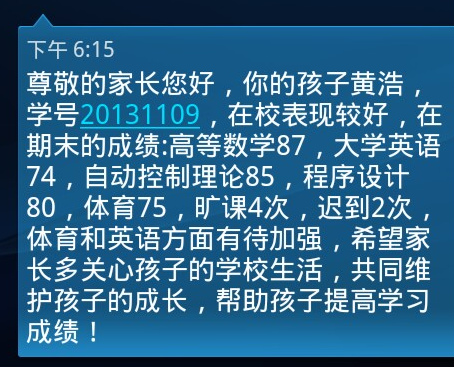 下午 6:15
尊敬的家长您好，你的孩子黄浩，
学号20131109，在校表现较好，在
期末的成绩:高等数学87，大学英语
74，自动控制理论85，程序设计
80，体育75，旷课4次，迟到2次，
体育和英语方面有待加强，希望家
长多关心孩子的学校生活，共同维
护孩子的成长，帮助孩子提高学习
成绩！